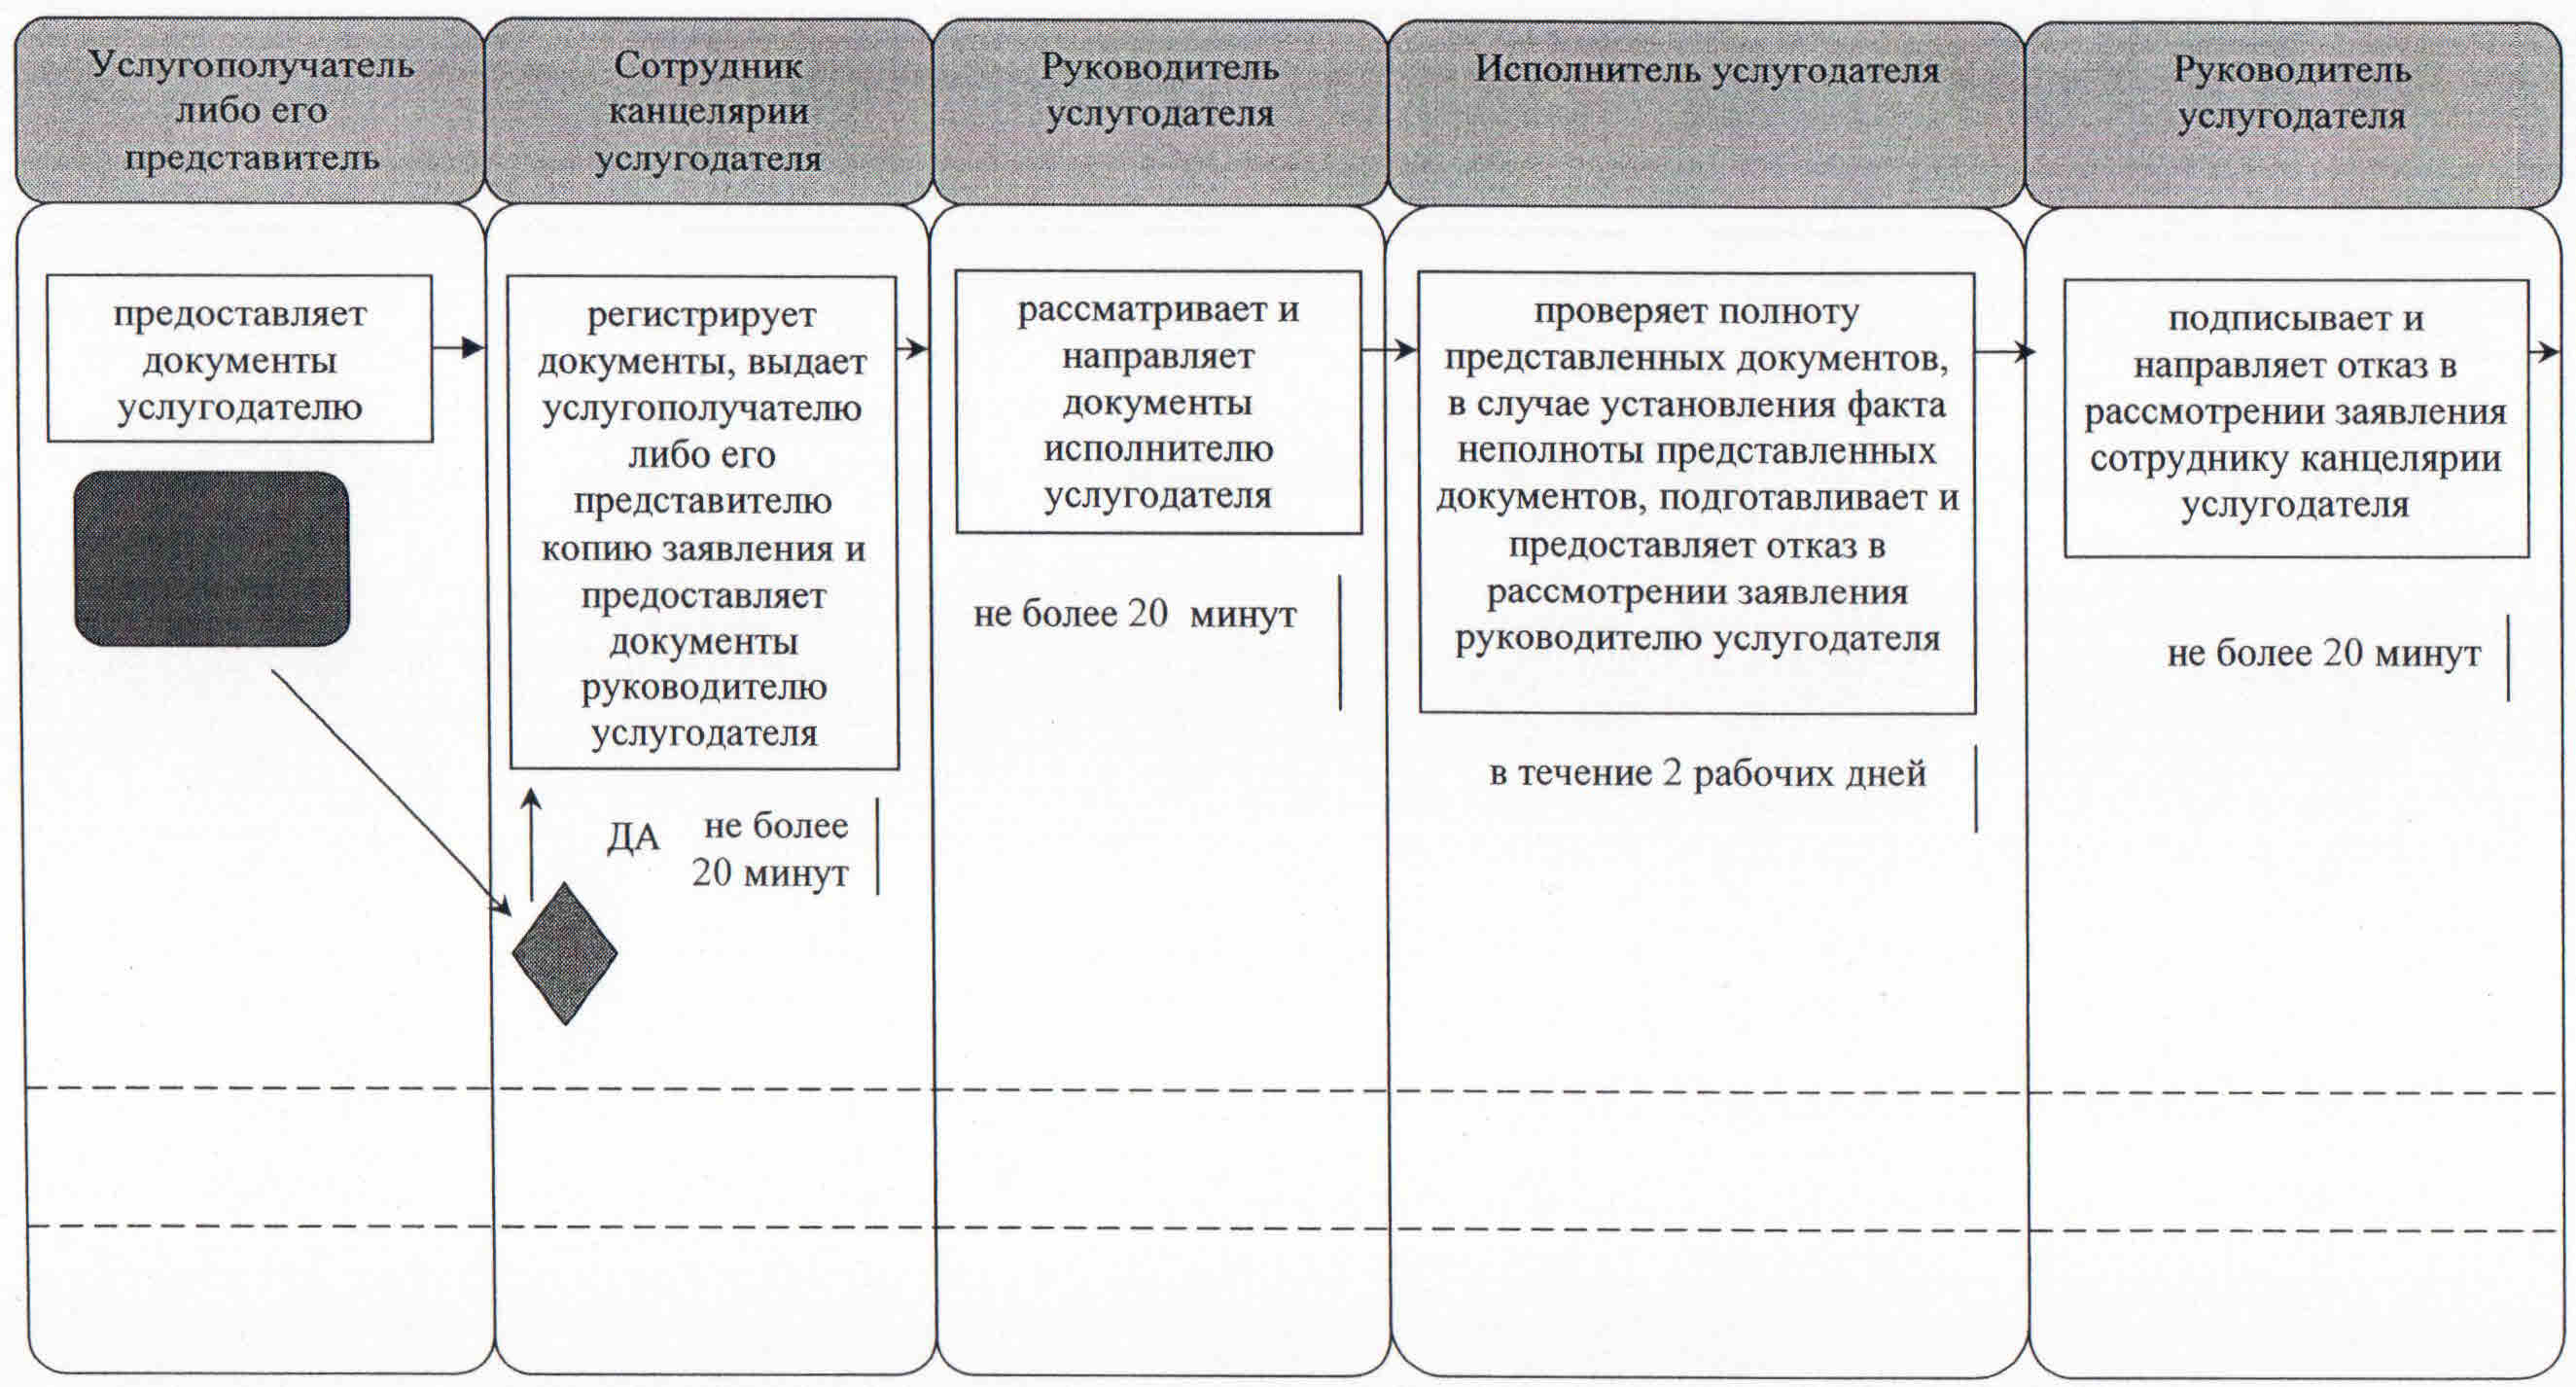 Услугополучатель
либо его
представитель
Сотрудник
канцелярии
услугодателя
Руководитель
услугодателя
Исполнитель услугодателя
Руководитель
услугодателя
предоставляет
документы
услугодателю
регистрирует
документы, выдает
услугополучателю
либо его
представителю
копию заявления и
предоставляет
документы
руководителю
услугодателя
ДА
не более
20 минут
рассматривает и
направляет
документы
исполнителю
услугодателя
не более 20 минут
проверяет полноту
представленных документов,
в случае установления факта
неполноты представленных
документов, подготавливает и
предоставляет отказ в
рассмотрении заявления
руководителю услугодателя
в течение 2 рабочих дней
подписывает и
направляет отказ в
рассмотрении заявления
сотруднику канцелярии
услугодателя
не более 20 минут